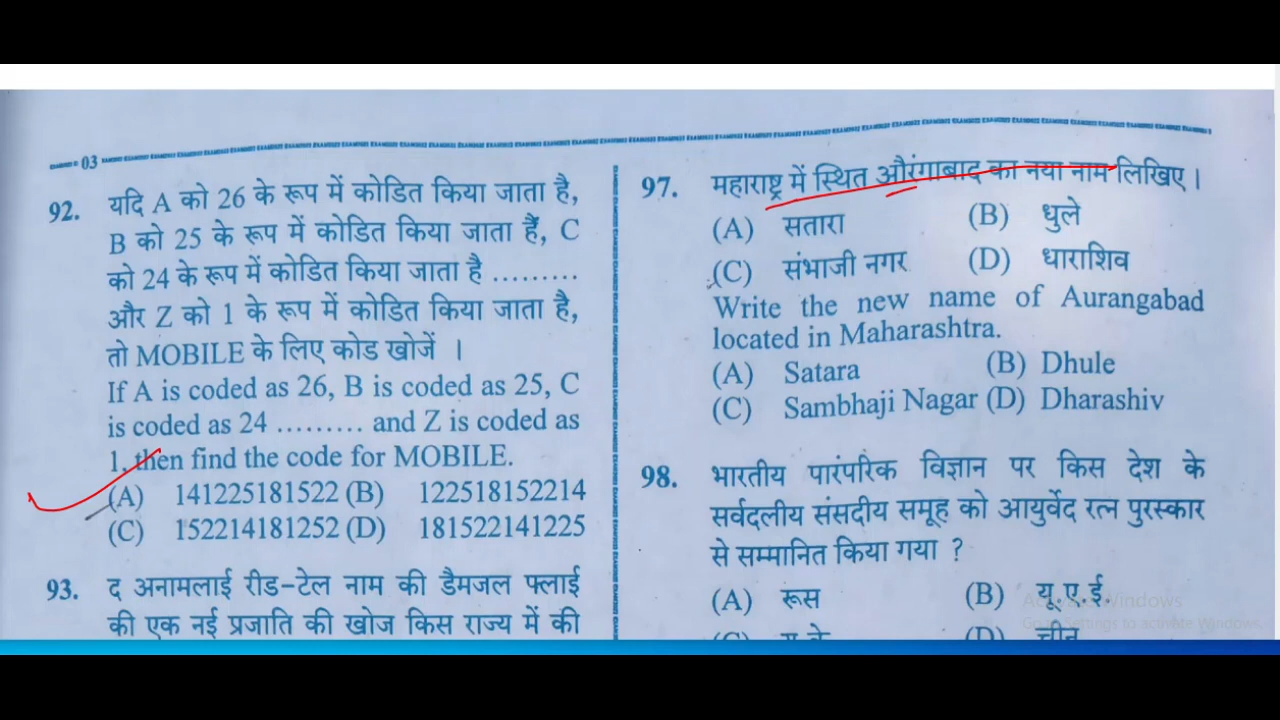 03
92. यदि A को 26 के रूप में कोडित किया जाता है,
B को 25 के रूप में कोडित किया जाता है, C
को 24 के रूप में कोडित किया जाता है .........
और Z को 1 के रूप में कोडित किया जाता है,
तो MOBILE के लिए कोड खोजें ।
If A is coded as 26, B is coded as 25, C
is coded as 24 ......... and Z is coded as
1, then find the code for MOBILE.
(A) 141225181522 (B) 122518152214
(C) 152214181252 (D) 181522141225
93. द अनामलाई रीड-टेल नाम की डैमजल फ्लाई
की एक नई प्रजाति की खोज किस राज्य में की
97. महाराष्ट्र में स्थित औरंगाबाद का नया नाम लिखिए ।
(A) सतारा (B) धुले
(C) संभाजी नगर (D) धाराशिव
Write the new name of Aurangabad
located in Maharashtra.
(A) Satara (B) Dhule
(C) Sambhaji Nagar (D) Dharashiv
98. भारतीय पारंपरिक विज्ञान पर किस देश के
सर्वदलीय संसदीय समूह को आयुर्वेद रत्न पुरस्कार
से सम्मानित किया गया ?
(A) रूस (B) यू.ए.ई.
(D) चीन
Activate Windows
Go to Settings to activate Windows.